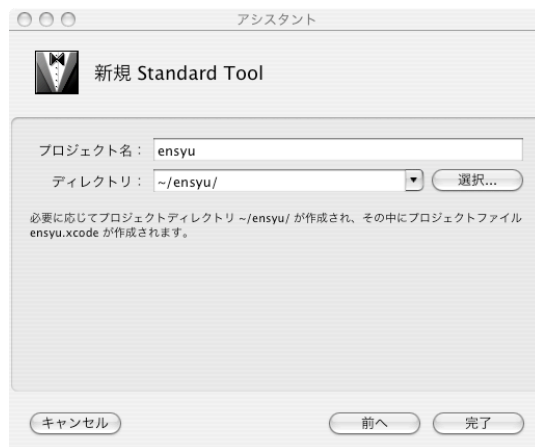 アシスタント
新規 Standard Tool
プロジェクト名： ensyu
ディレクトリ： ~/ensyu/ 選択...
必要に応じてプロジェクトディレクトリ ~/ensyu/ が作成され、その中にプロジェクトファイル
ensyu.xcode が作成されます。
キャンセル 前へ 完了